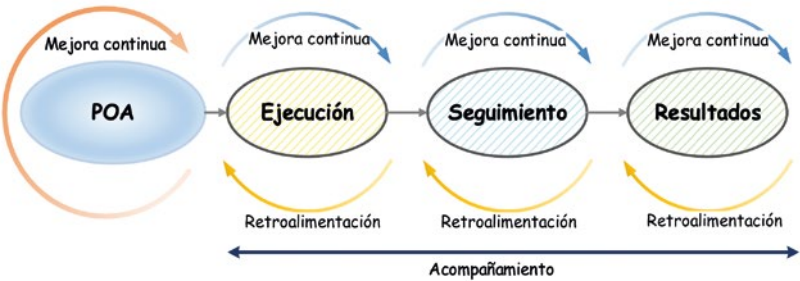 Mejora continua
Mejora continua
Mejora continua
Mejora continua
POA
Ejecución
Seguimiento
Resultados
Retroalimentación
Retroalimentación
Retroalimentación
Acompañamiento